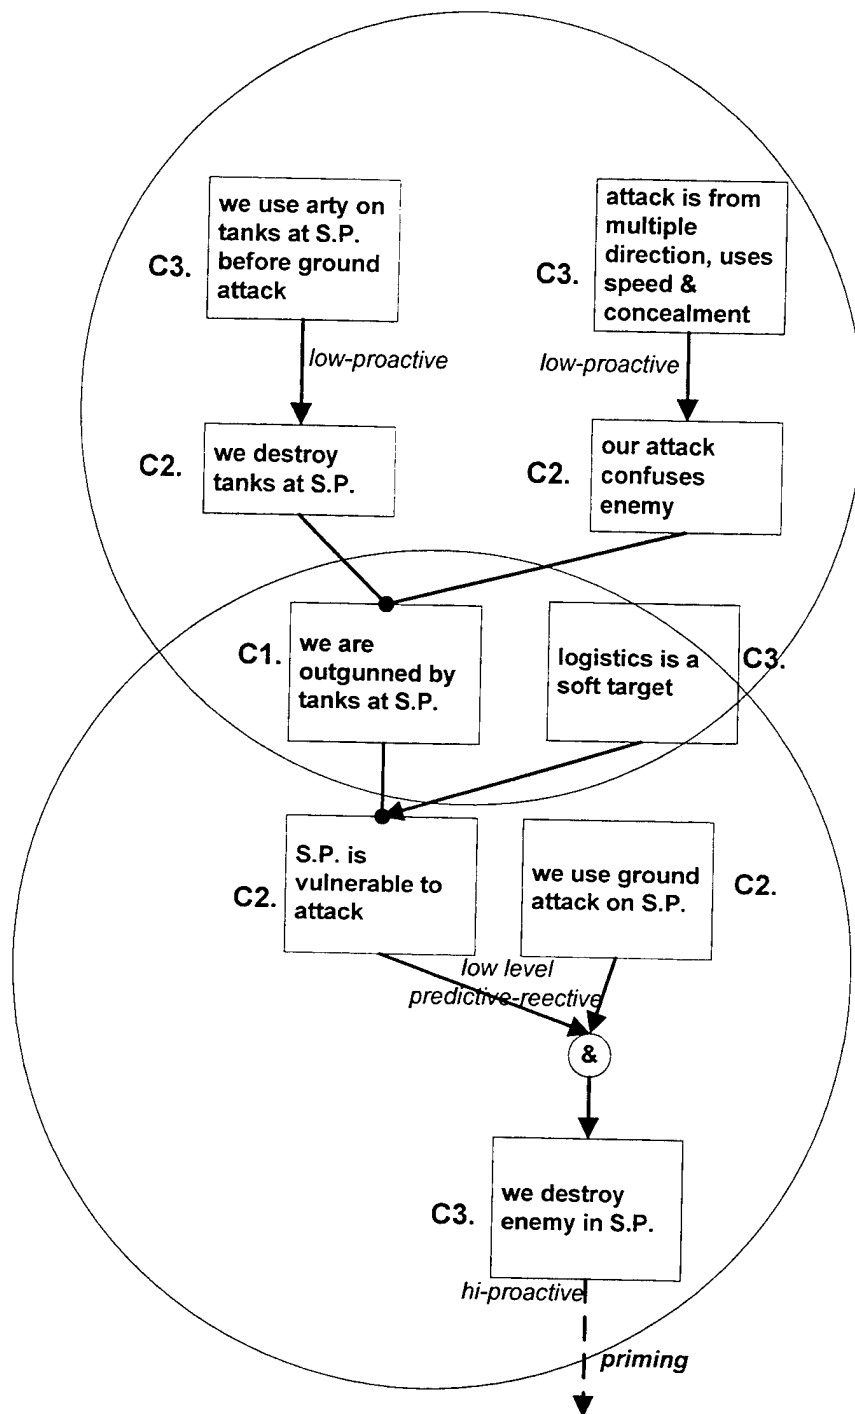 we use arty on
tanks at S.P.
before ground
attack
C3.
attack is from
multiple
direction, uses
speed &
concealment
C3.
low-proactive
low-proactive
C2.
we destroy
tanks at S.P.
C2.
our attack
confuses
enemy
C1.
we are
outgunned by
tanks at S.P.
logistics is a
soft target
C3.
C2.
S.P. is
vulnerable to
attack
we use ground
attack on S.P.
C2.
low level
predictive-reective
&
C3.
we destroy
enemy in S.P.
hi-proactive
priming